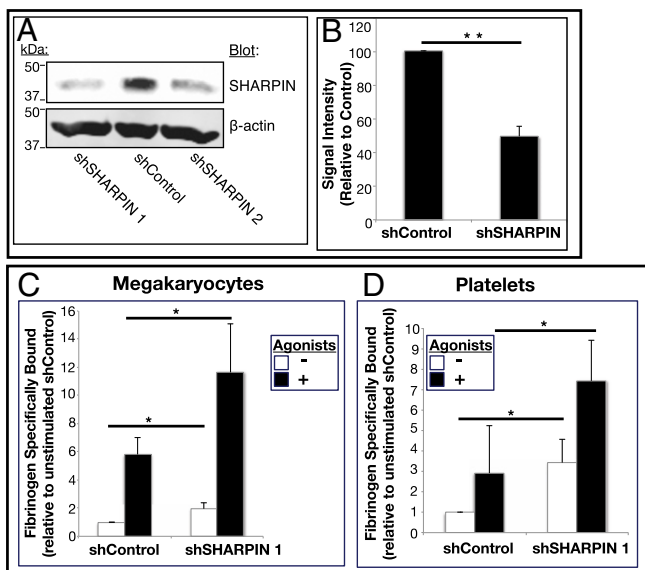 A
kDa:
Blot:
50
SHARPIN
37
50
β-actin
37
shSHARPIN 1
shControl
shSHARPIN 2
B
Signal Intensity
(Relative to Control)
120
100
80
60
40
20
0
* *
shControl
shSHARPIN
C
Megakaryocytes
Fibrinogen Specifically Bound
(relative to unstimulated shControl)
16
14
12
10
8
6
4
2
0
*
*
shControl
shSHARPIN 1
Agonists
-
+
D
Platelets
Fibrinogen Specifically Bound
(relative to unstimulated shControl)
10
9
8
7
6
5
4
3
2
1
0
*
*
Agonists
-
+
shControl
shSHARPIN 1